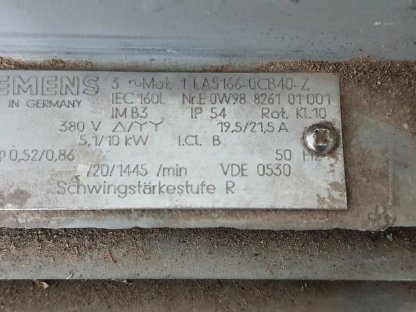 EMENS 3 ~Mot. 1 LA5166-0CB40-Z
IN GERMANY IEC 160L Nr.E 0W98 8261 01 001
IM B3 IP 54 Rot. KL 10
380 V Δ/YY 19,5/21,5 A
5,1/10 kW I.Cl. B
φ 0,52/0,86 50 Hz
/20/1445 /min VDE 0530
Schwingstärkestufe R